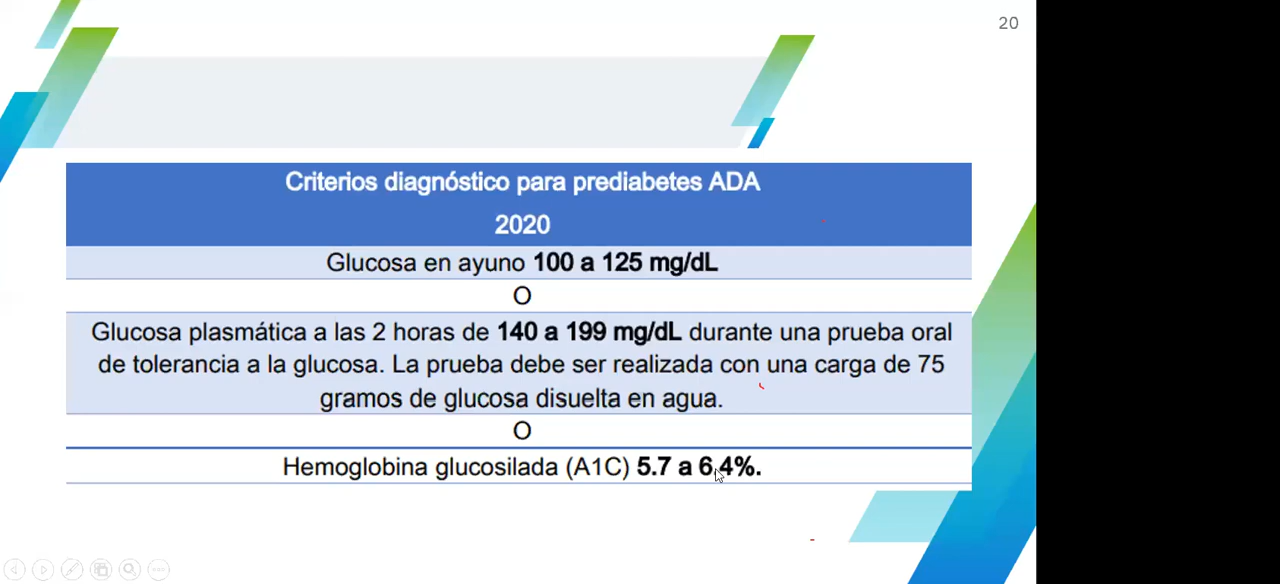 20
Criterios diagnóstico para prediabetes ADA
2020
Glucosa en ayuno 100 a 125 mg/dL
O
Glucosa plasmática a las 2 horas de 140 a 199 mg/dL durante una prueba oral
de tolerancia a la glucosa. La prueba debe ser realizada con una carga de 75
gramos de glucosa disuelta en agua.
O
Hemoglobina glucosilada (A1C) 5.7 a 6.4%.